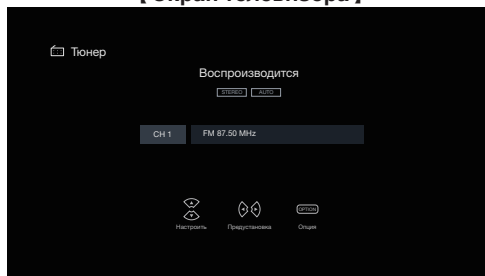 【Экран телевизора】
Тюнер
Воспроизводится
STEREO AUTO
CH 1 FM 87.50 MHz
OPTION
Настроить Предустановка Опция